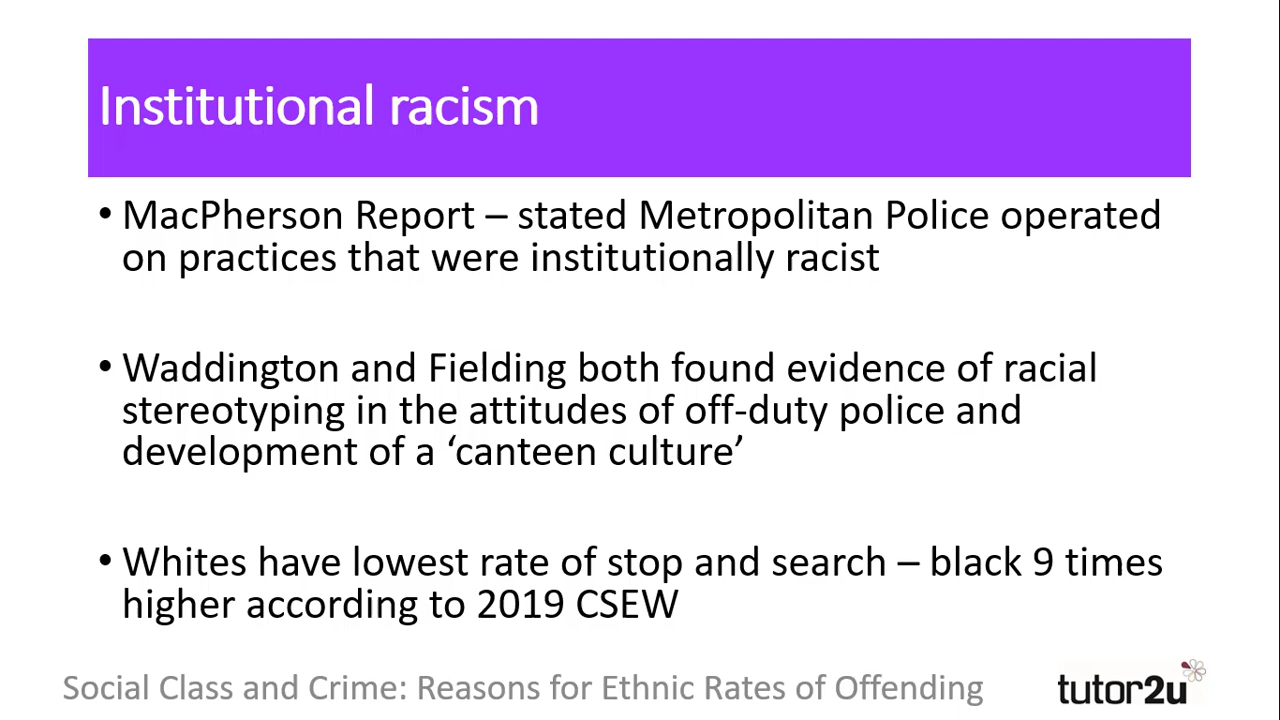 Institutional racism
• MacPherson Report – stated Metropolitan Police operated
on practices that were institutionally racist
• Waddington and Fielding both found evidence of racial
stereotyping in the attitudes of off-duty police and
development of a ‘canteen culture’
• Whites have lowest rate of stop and search – black 9 times
higher according to 2019 CSEW
Social Class and Crime: Reasons for Ethnic Rates of Offending
tutor2u